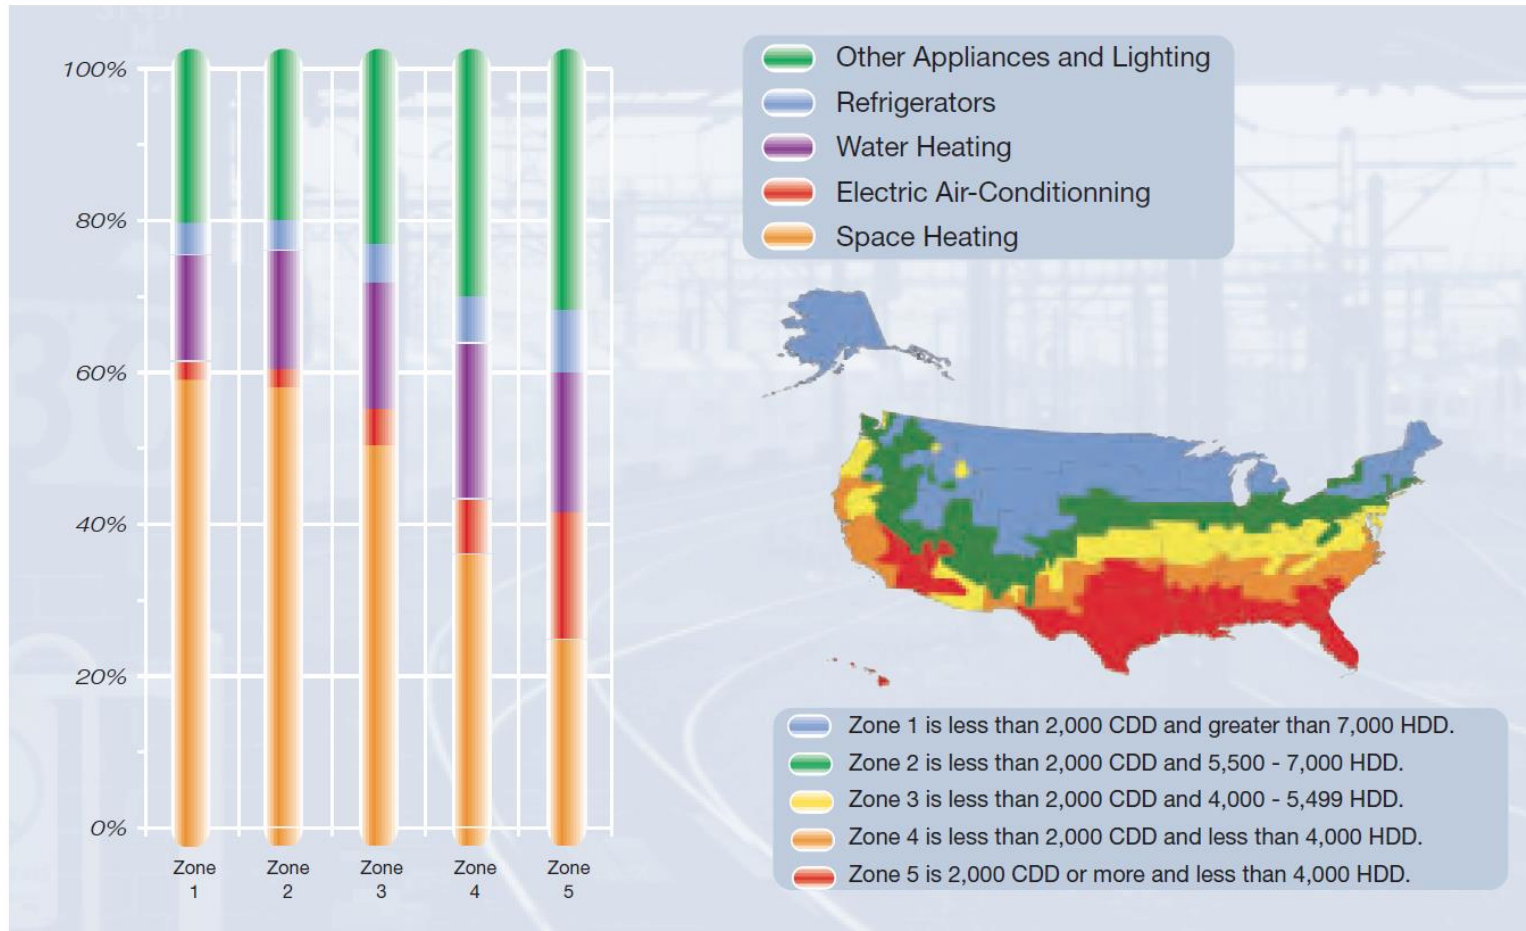 100%
80%
60%
40%
20%
0%
Zone
1
Zone
2
Zone
3
Zone
4
Zone
5
Other Appliances and Lighting
Refrigerators
Water Heating
Electric Air-Conditionning
Space Heating
Zone 1 is less than 2,000 CDD and greater than 7,000 HDD.
Zone 2 is less than 2,000 CDD and 5,500 - 7,000 HDD.
Zone 3 is less than 2,000 CDD and 4,000 - 5,499 HDD.
Zone 4 is less than 2,000 CDD and less than 4,000 HDD.
Zone 5 is 2,000 CDD or more and less than 4,000 HDD.